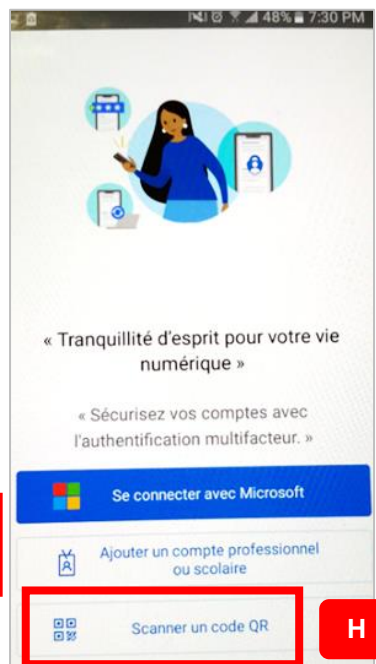 48% 7:30 PM
« Tranquillité d'esprit pour votre vie
numérique »
« Sécurisez vos comptes avec
l'authentification multifacteur. »
Se connecter avec Microsoft
Ajouter un compte professionnel
ou scolaire
Scanner un code QR
H